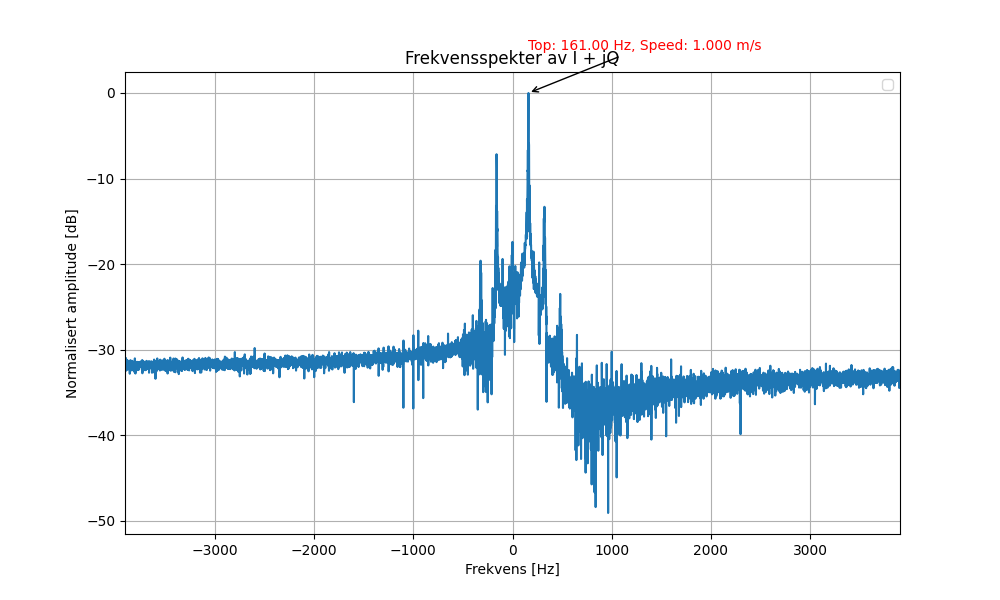 Top: 161.00 Hz, Speed: 1.000 m/s
Frekvensspekter av I + jQ
Normalisert amplitude [dB]
0
−10
−20
−30
−40
−50
−3000 −2000 −1000 0 1000 2000 3000
Frekvens [Hz]